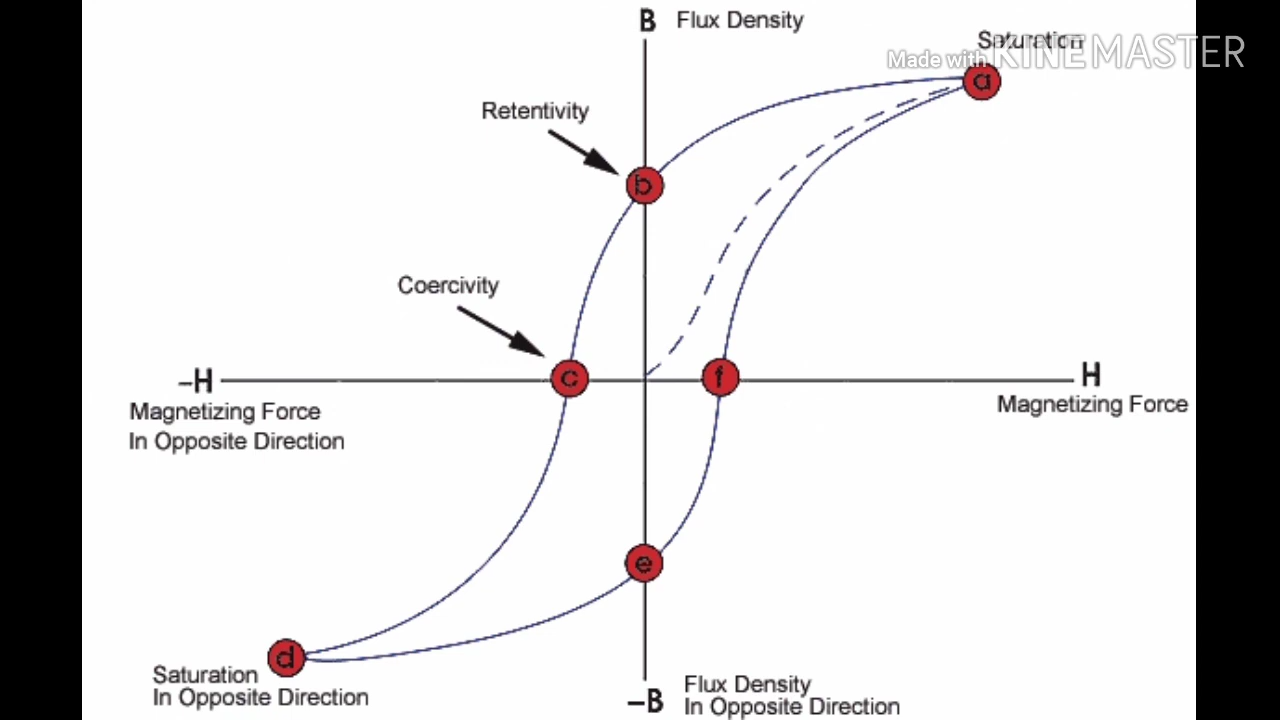 B Flux Density
Saturation
Made with KINEMASTER
a
Retentivity
b
Coercivity
–H
c
f
H
Magnetizing Force
In Opposite Direction
Magnetizing Force
e
d
Saturation
In Opposite Direction
–B
Flux Density
In Opposite Direction